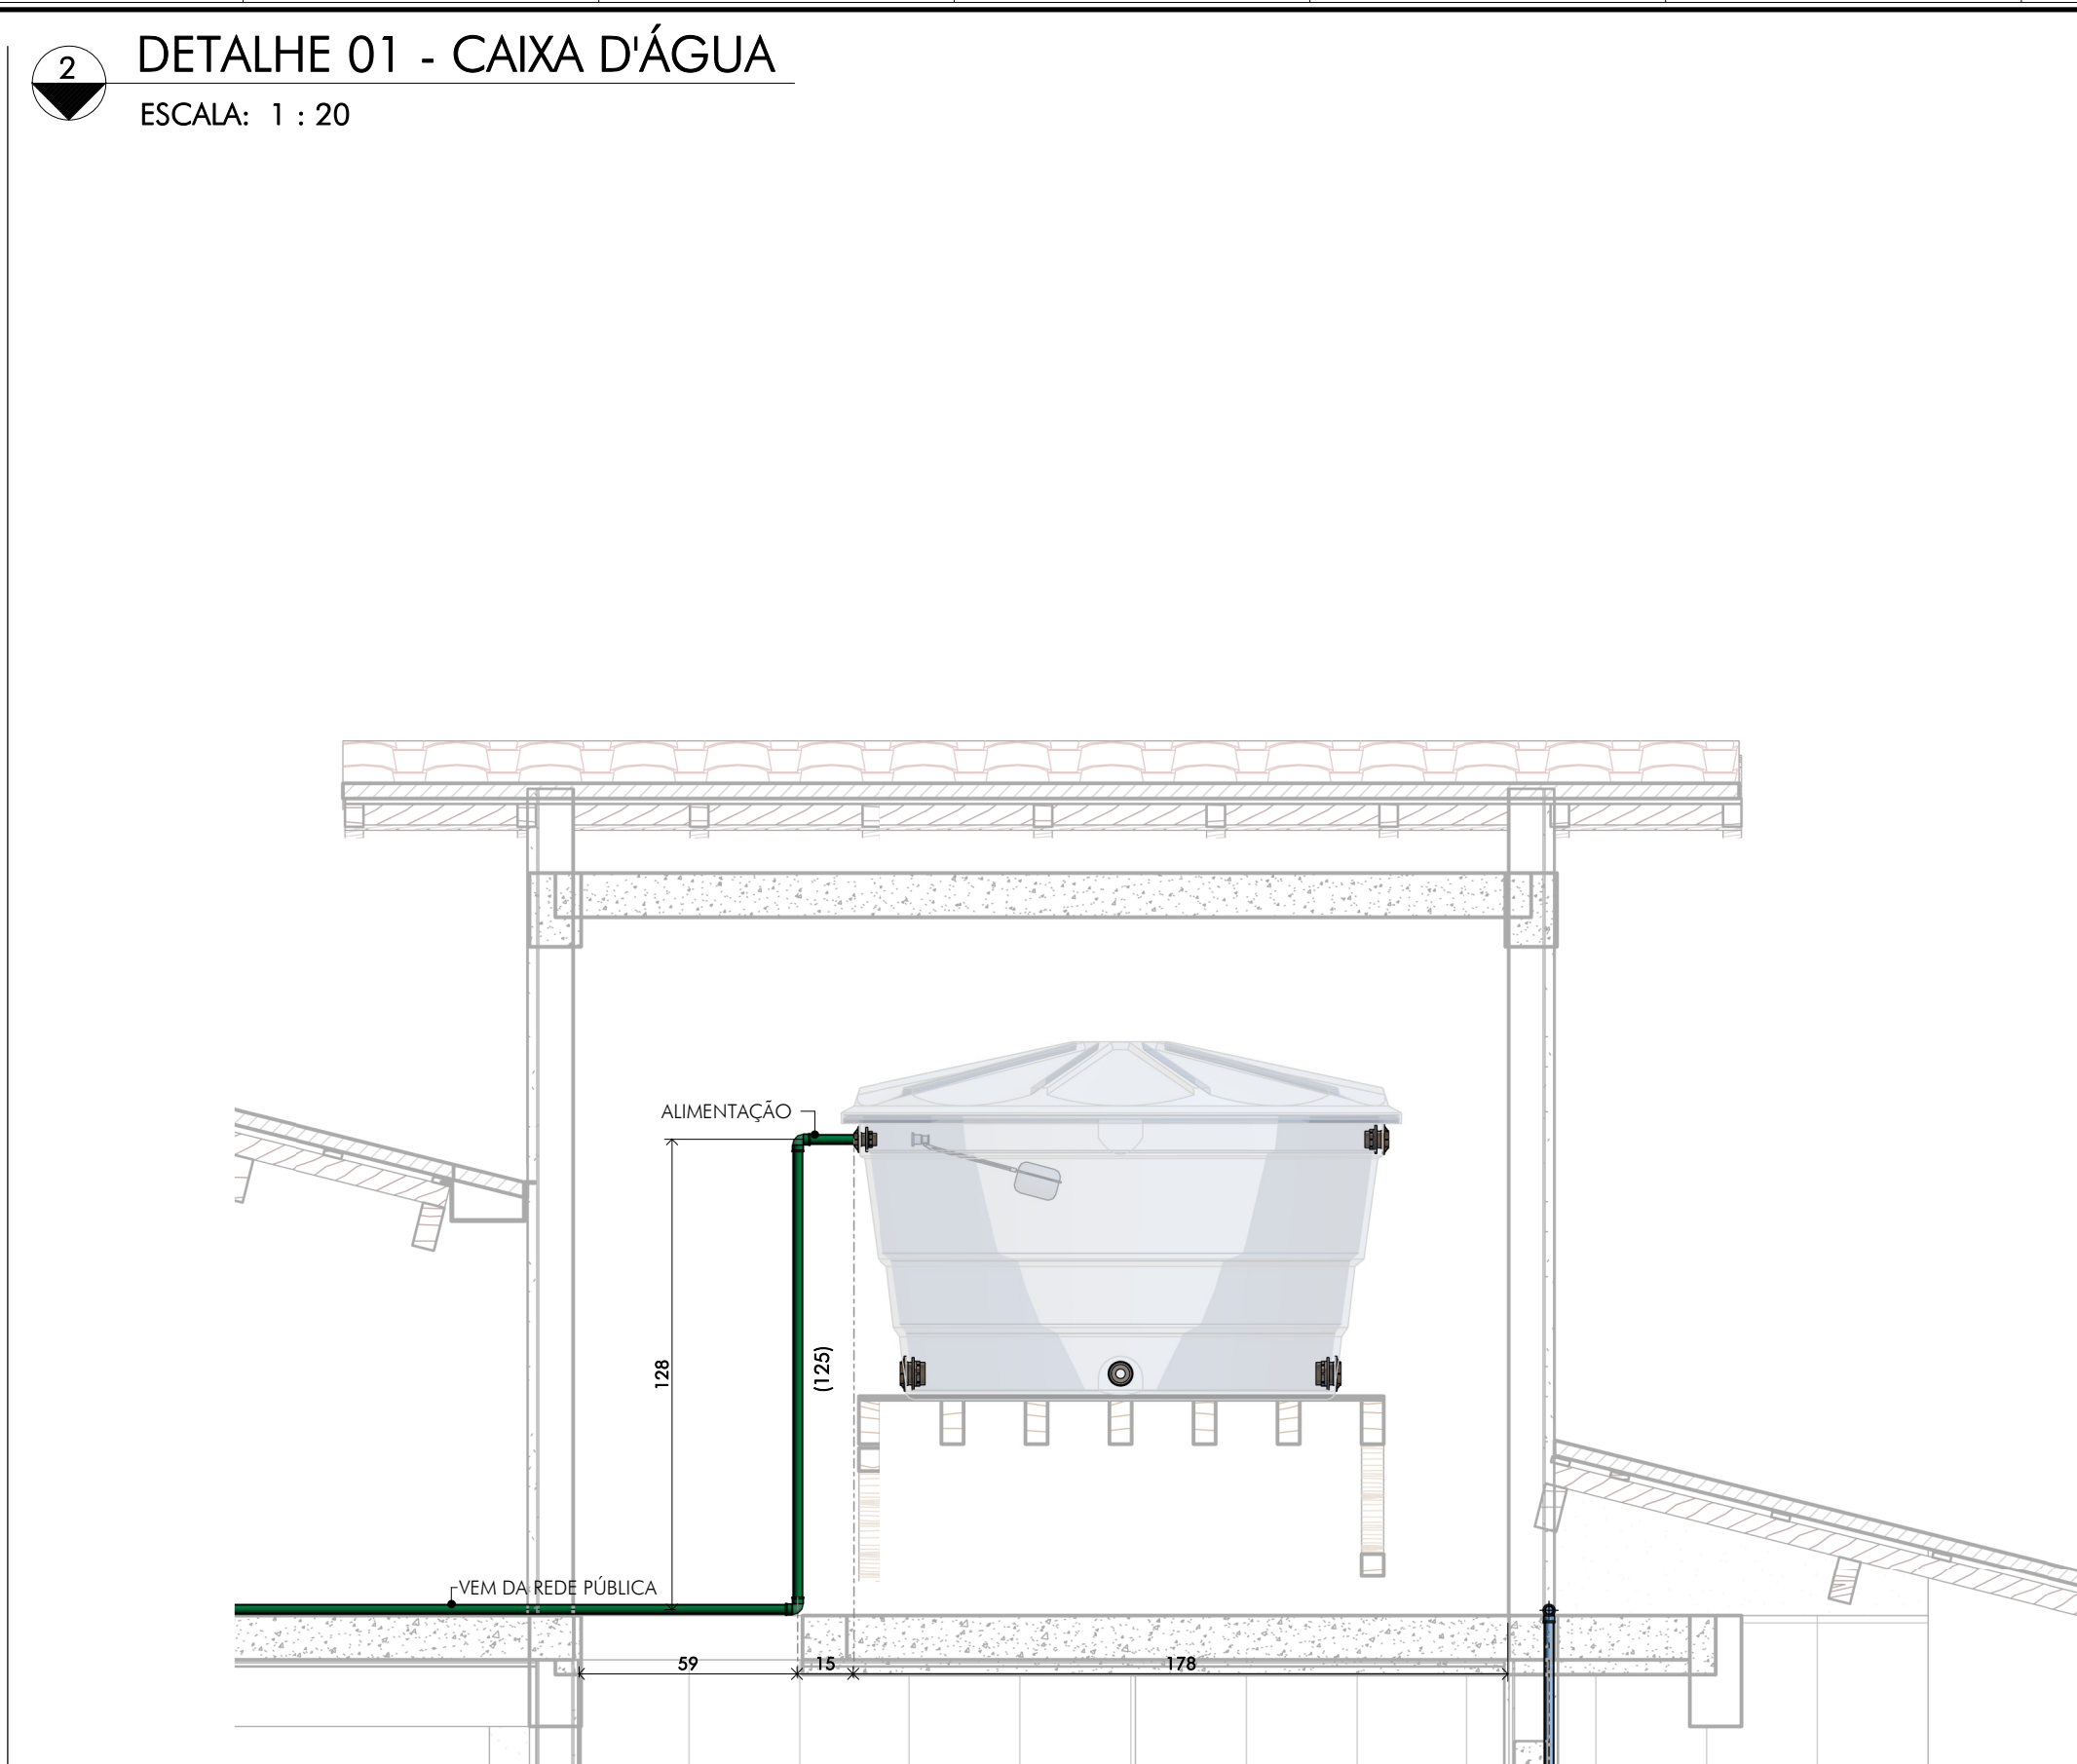 2
DETALHE 01 - CAIXA D'ÁGUA
ESCALA: 1 : 20
ALIMENTAÇÃO
128
(125)
VEM DA REDE PÚBLICA
59
15
178